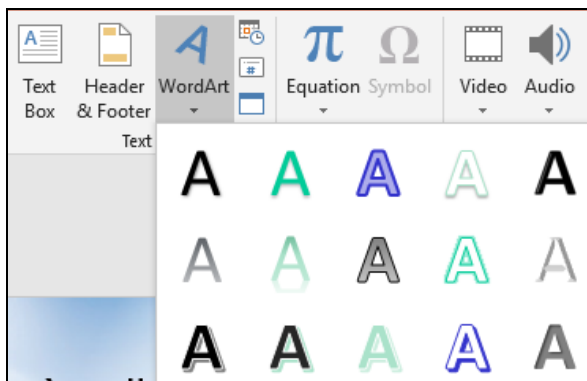 Text Box
Header & Footer
WordArt
Equation
Symbol
Video
Audio
Text
A A A A A
A A A A A
A A A A A